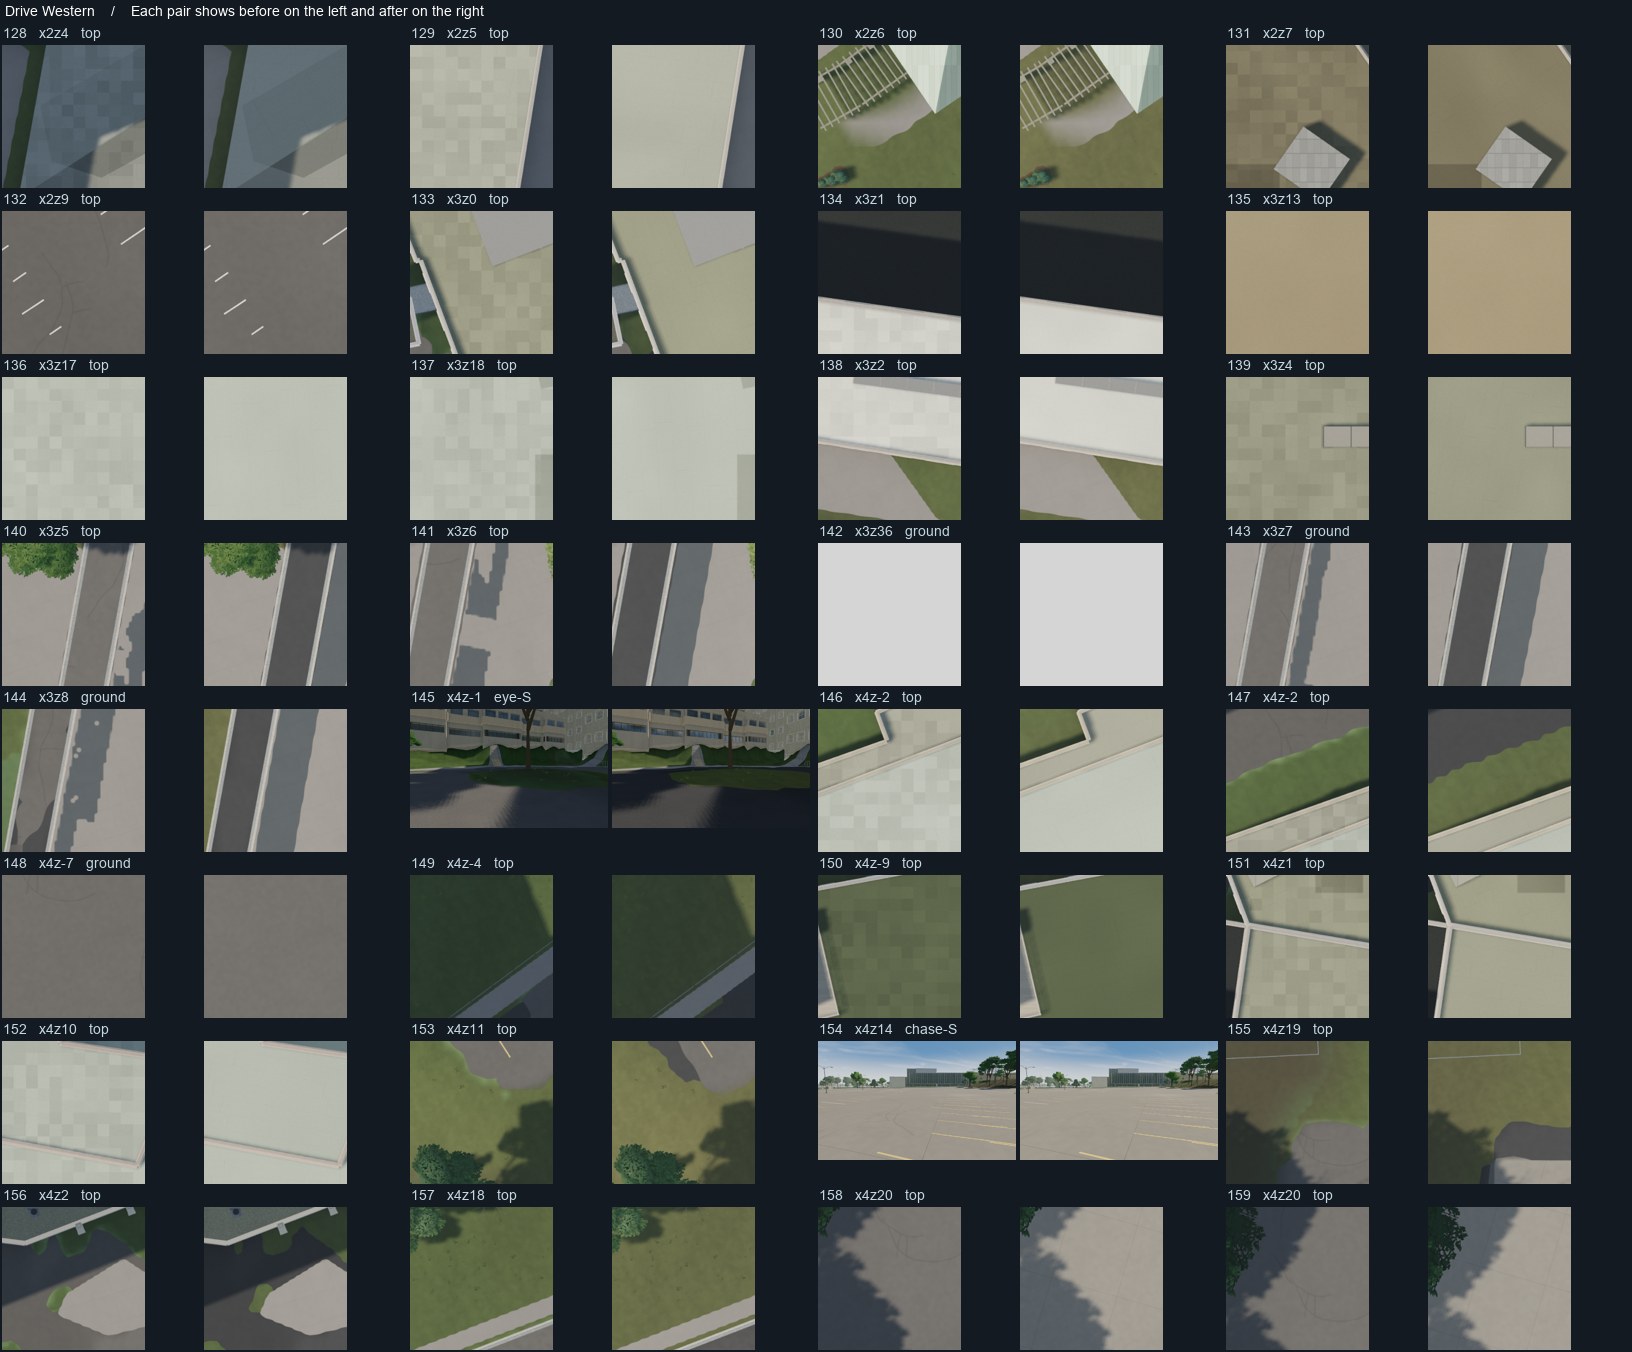 Drive Western / Each pair shows before on the left and after on the right
128 x2z4 top
129 x2z5 top
130 x2z6 top
131 x2z7 top
132 x2z9 top
133 x3z0 top
134 x3z1 top
135 x3z13 top
136 x3z17 top
137 x3z18 top
138 x3z2 top
139 x3z4 top
140 x3z5 top
141 x3z6 top
142 x3z36 ground
143 x3z7 ground
144 x3z8 ground
145 x4z-1 eye-S
146 x4z-2 top
147 x4z-2 top
148 x4z-7 ground
149 x4z-4 top
150 x4z-9 top
151 x4z1 top
152 x4z10 top
153 x4z11 top
154 x4z14 chase-S
155 x4z19 top
156 x4z2 top
157 x4z18 top
158 x4z20 top
159 x4z20 top